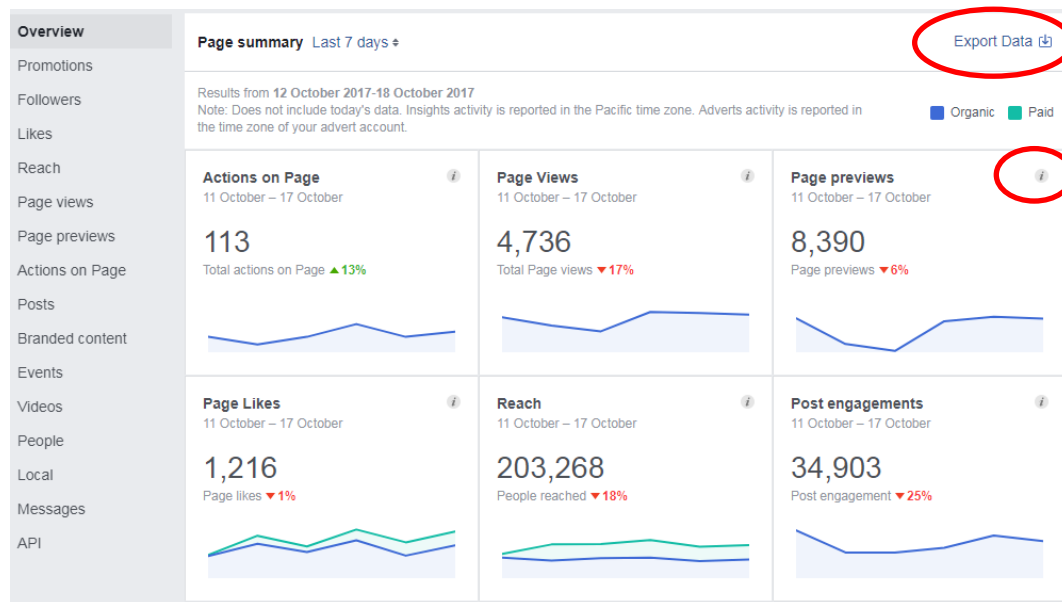 Overview
Promotions
Followers
Likes
Reach
Page views
Page previews
Actions on Page
Posts
Branded content
Events
Videos
People
Local
Messages
API
Page summary Last 7 days
Export Data
Results from 12 October 2017-18 October 2017
Note: Does not include today's data. Insights activity is reported in the Pacific time zone. Adverts activity is reported in
the time zone of your advert account.
Organic Paid
Actions on Page i
11 October – 17 October
113
Total actions on Page ▲13%
Page Views i
11 October – 17 October
4,736
Total Page views ▼17%
Page previews i
11 October – 17 October
8,390
Page previews ▼6%
Page Likes i
11 October – 17 October
1,216
Page likes ▼1%
Reach i
11 October – 17 October
203,268
People reached ▼18%
Post engagements i
11 October – 17 October
34,903
Post engagement ▼25%